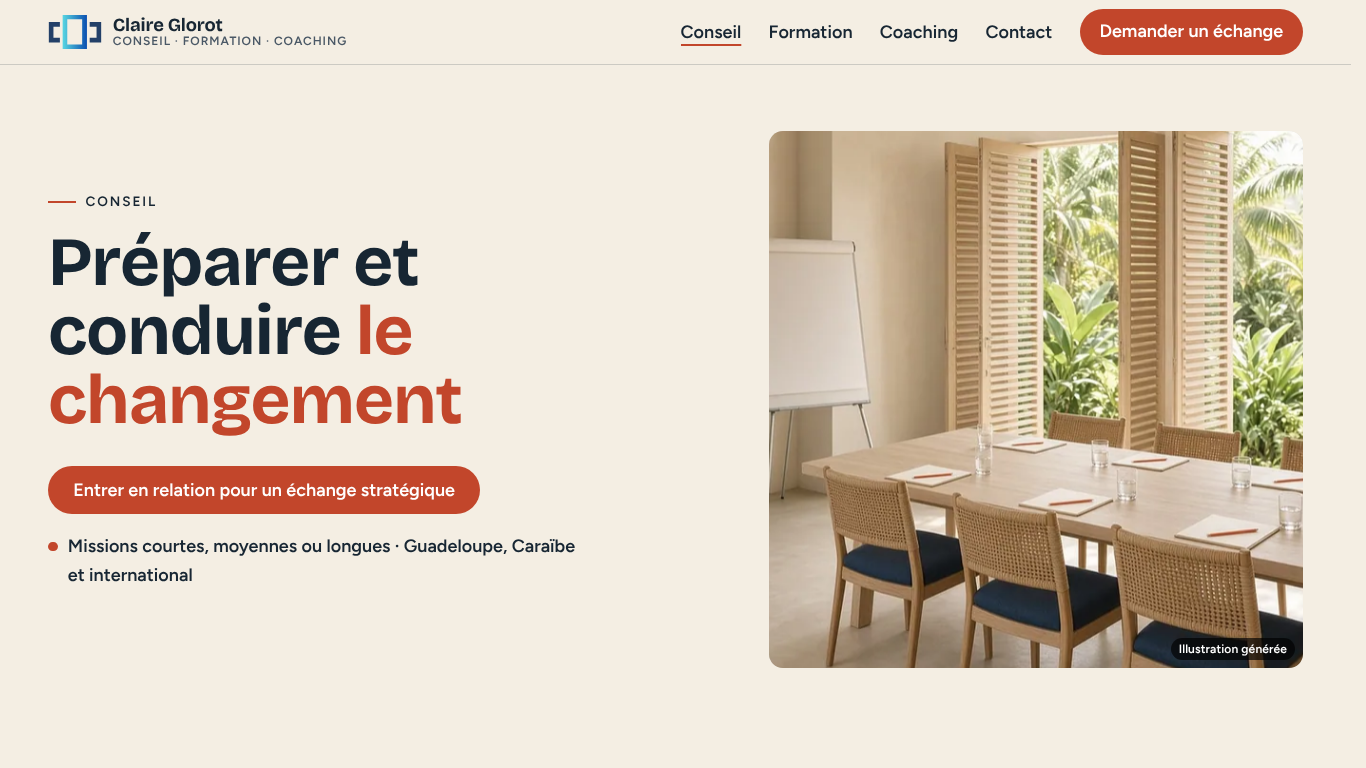 Claire Glorot
CONSEIL · FORMATION · COACHING
Conseil
Formation
Coaching
Contact
Demander un échange
CONSEIL
Préparer et
conduire le
changement
Entrer en relation pour un échange stratégique
Missions courtes, moyennes ou longues · Guadeloupe, Caraïbe
et international
Illustration générée